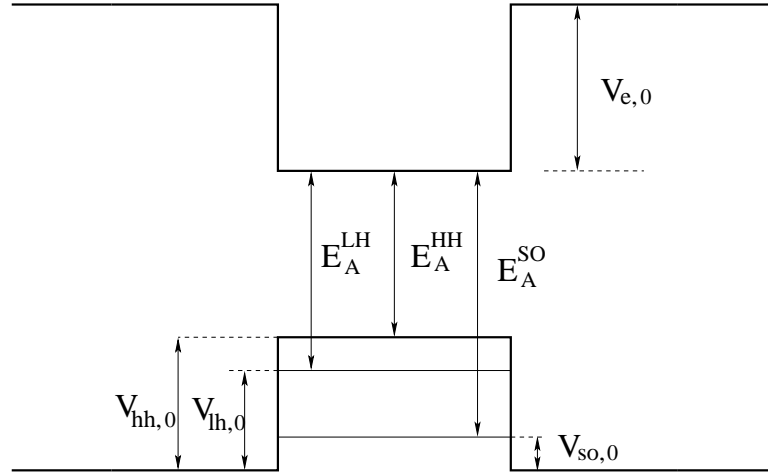 V_{e,0}
E_A^{LH}
E_A^{HH}
E_A^{SO}
V_{hh,0}
V_{lh,0}
V_{so,0}